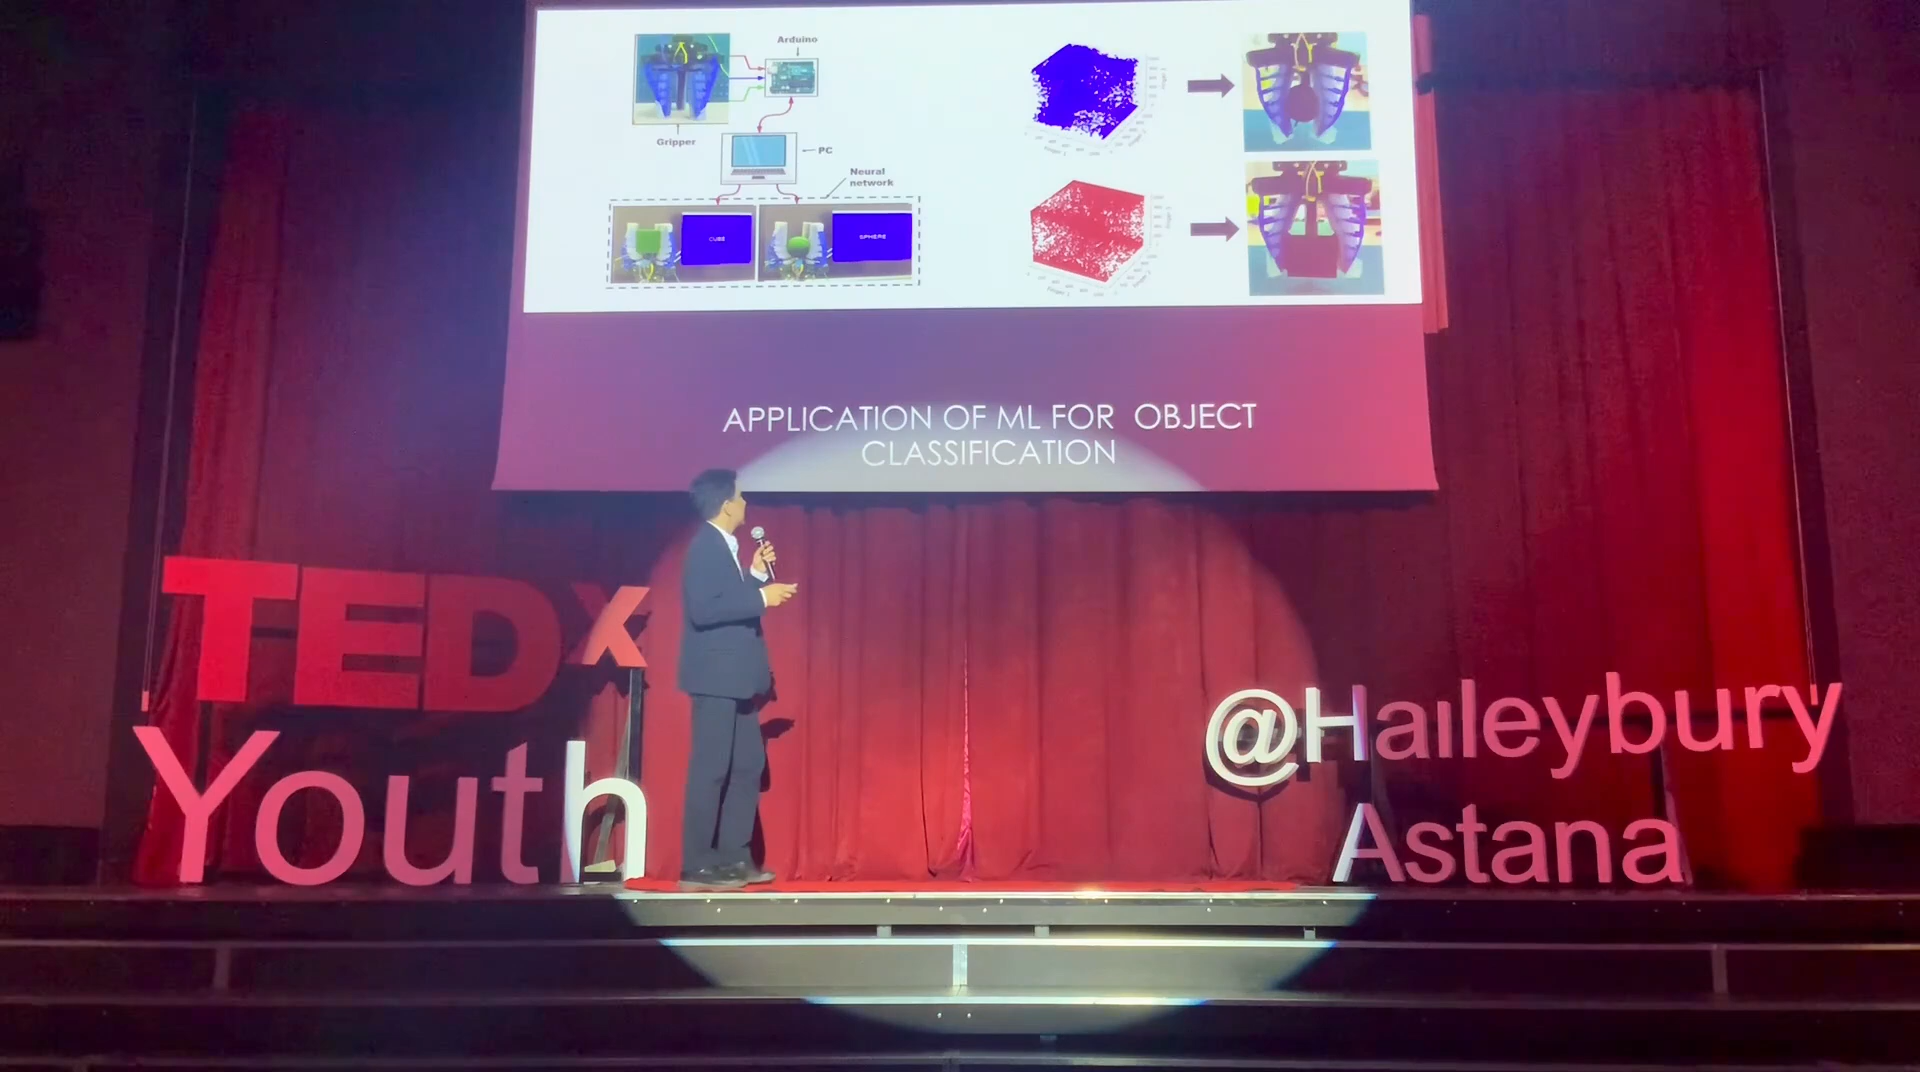 Arduino
Gripper
PC
Neural
network
CUBE
SPHERE
APPLICATION OF ML FOR OBJECT
CLASSIFICATION
TEDx
Youth
@Haileybury
Astana